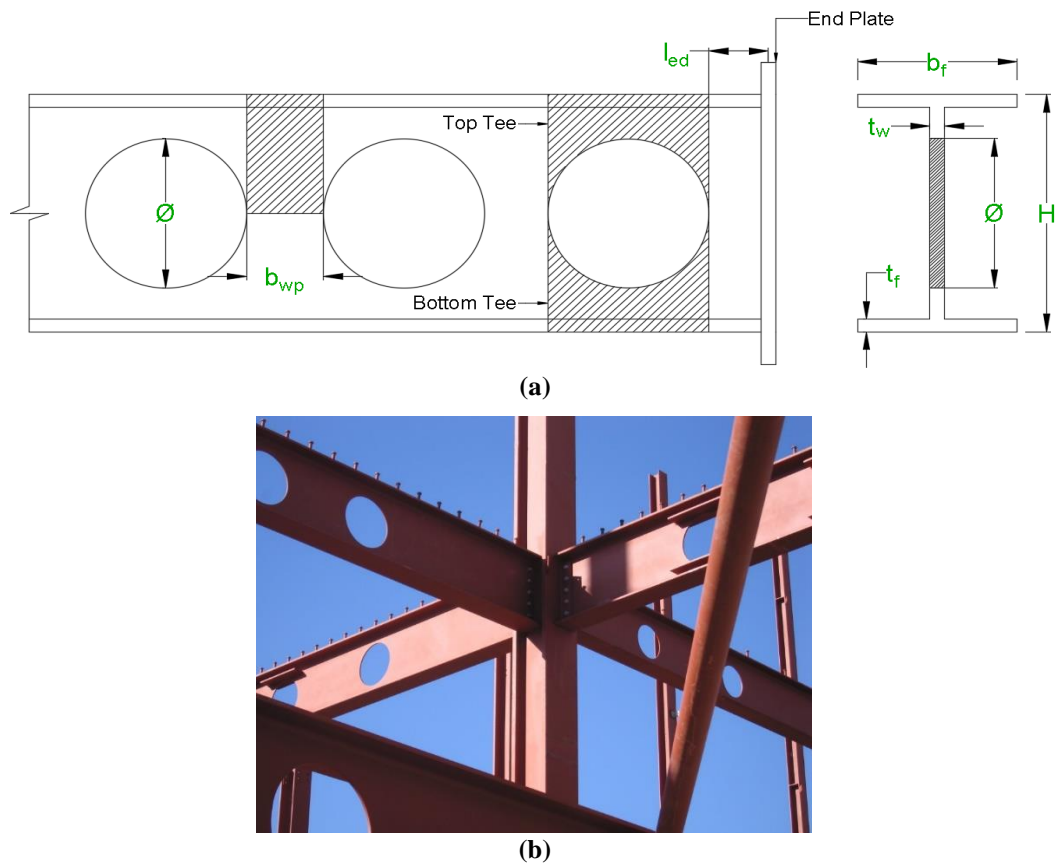 End Plate
l_ed
b_f
Top Tee
t_w
Ø
Ø
H
b_wp
t_f
Bottom Tee
(a)
(b)